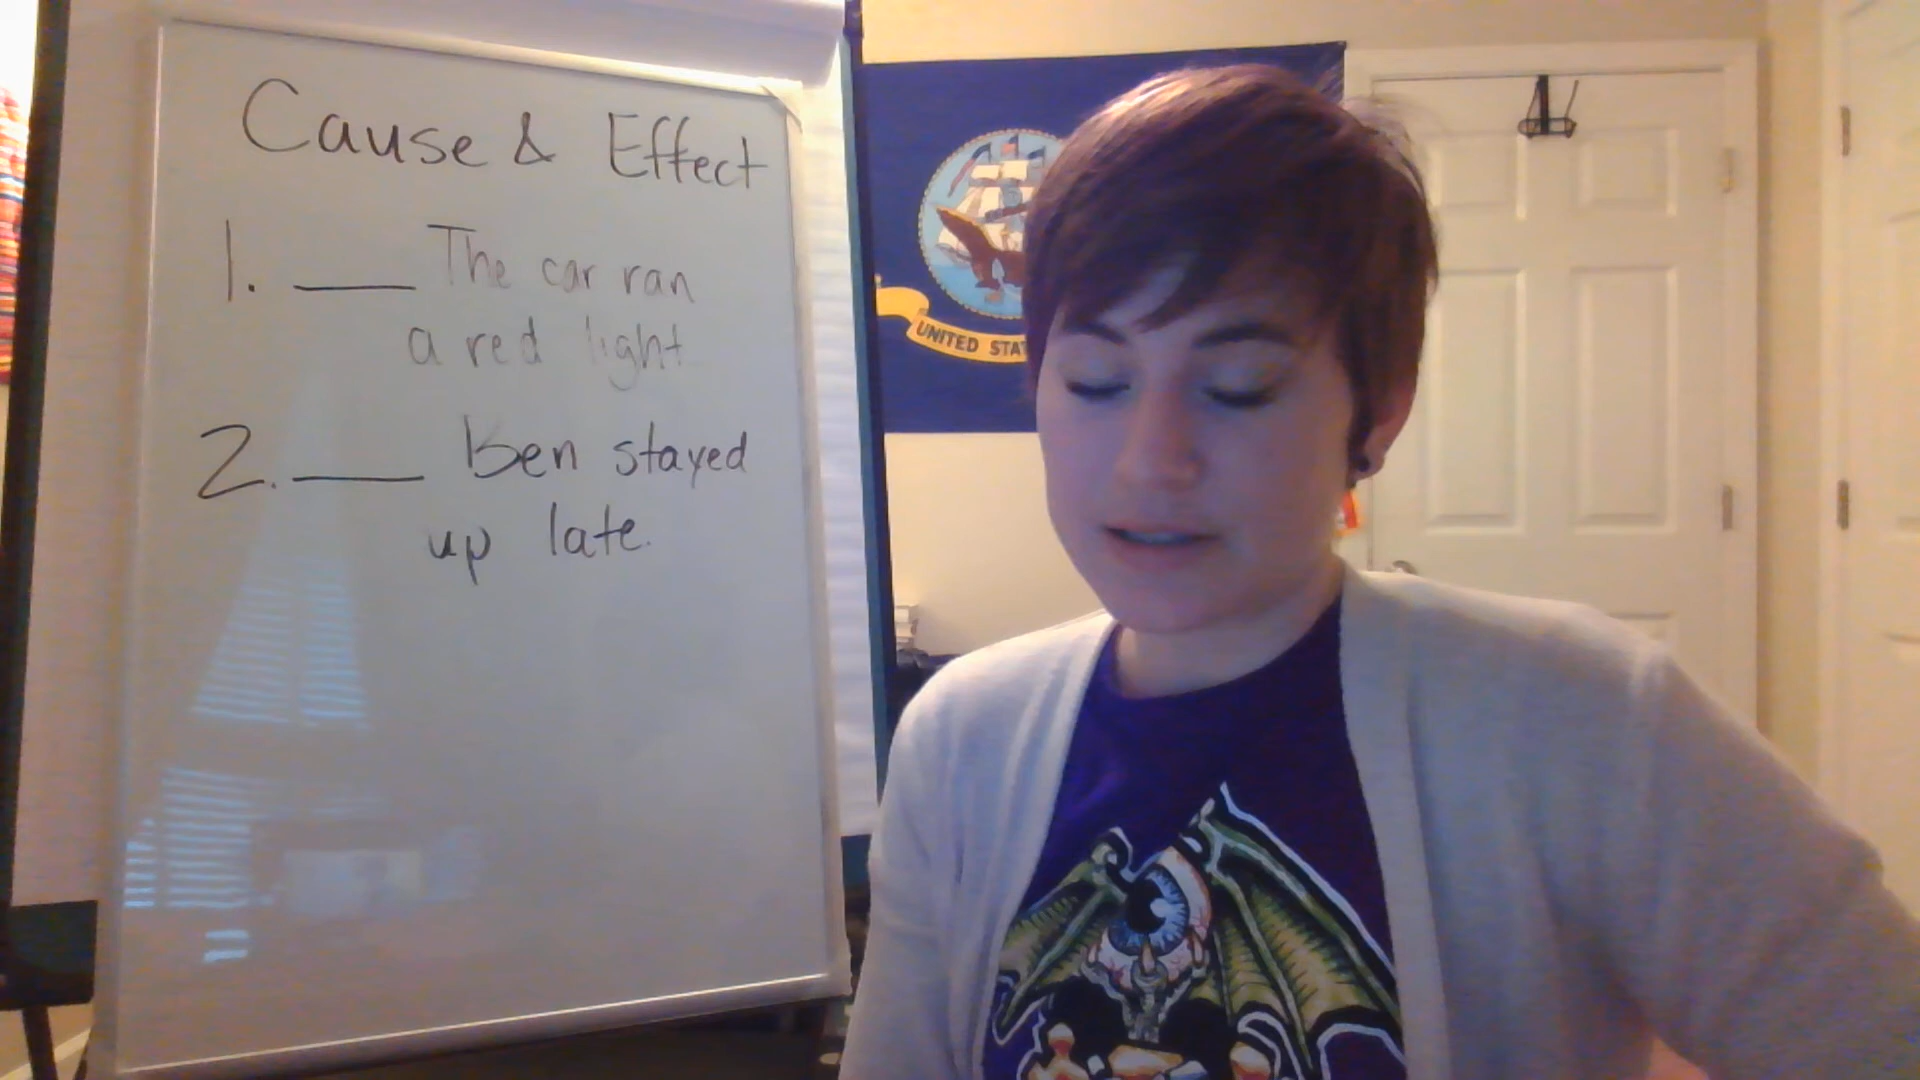 Cause & Effect
1. ___ The car ran
a red light
2. ___ Ben stayed
up late.
UNITED STAT